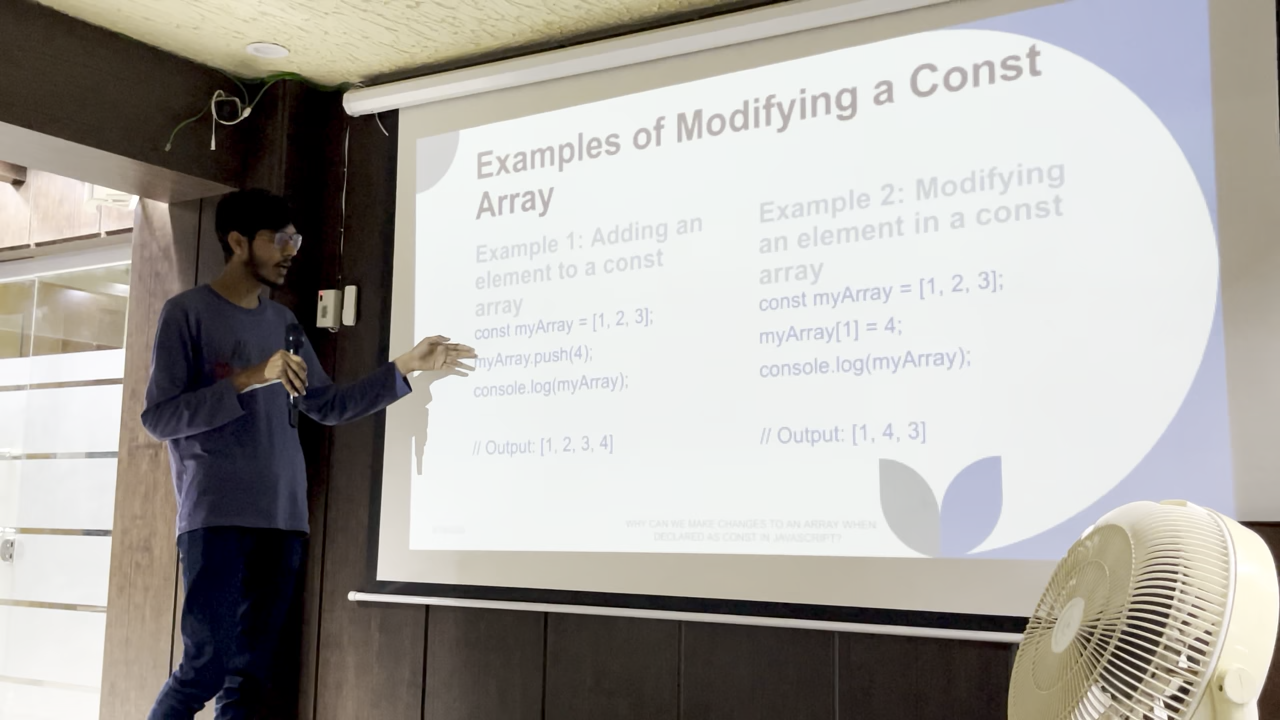 Examples of Modifying a Const
Array
Example 1: Adding an
element to a const
array
const myArray = [1, 2, 3];
myArray.push(4);
console.log(myArray);
// Output: [1, 2, 3, 4]
Example 2: Modifying
an element in a const
array
const myArray = [1, 2, 3];
myArray[1] = 4;
console.log(myArray);
// Output: [1, 4, 3]
WHY CAN WE MAKE CHANGES TO AN ARRAY WHEN
DECLARED AS CONST IN JAVASCRIPT?